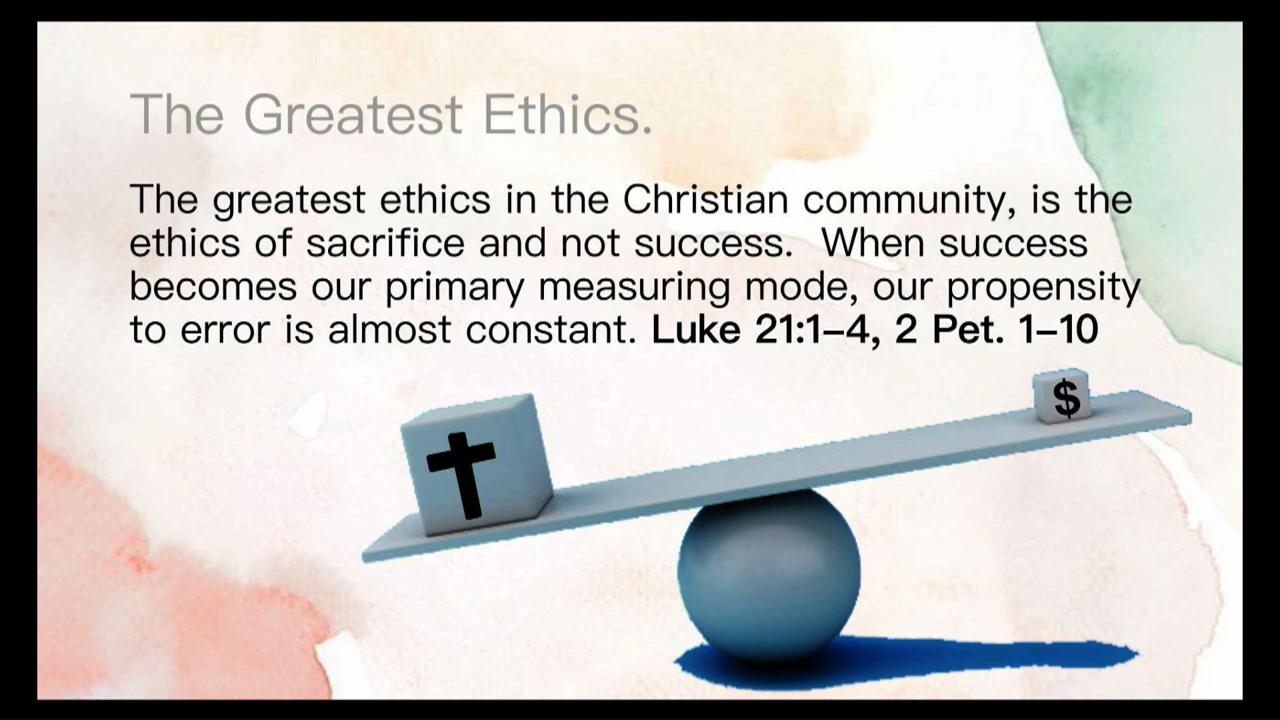 The Greatest Ethics.
The greatest ethics in the Christian community, is the
ethics of sacrifice and not success.  When success
becomes our primary measuring mode, our propensity
to error is almost constant. Luke 21:1–4, 2 Pet. 1–10
$